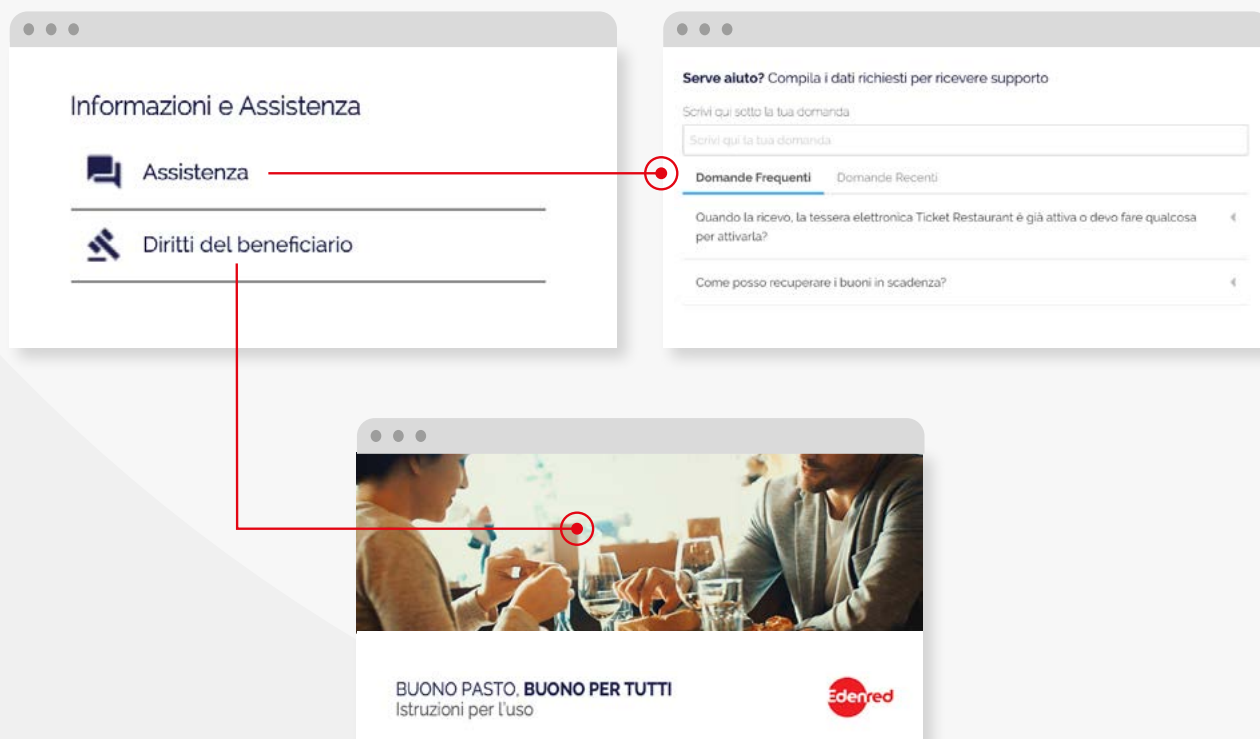 Informazioni e Assistenza
Assistenza
Diritti del beneficiario
Serve aiuto? Compila i dati richiesti per ricevere supporto
Scrivi qui sotto la tua domanda
Scrivi qui la tua domanda
Domande Frequenti Domande Recenti
Quando la ricevo, la tessera elettronica Ticket Restaurant è già attiva o devo fare qualcosa
per attivarla?
Come posso recuperare i buoni in scadenza?
BUONO PASTO, BUONO PER TUTTI
Istruzioni per l'uso
Edenred